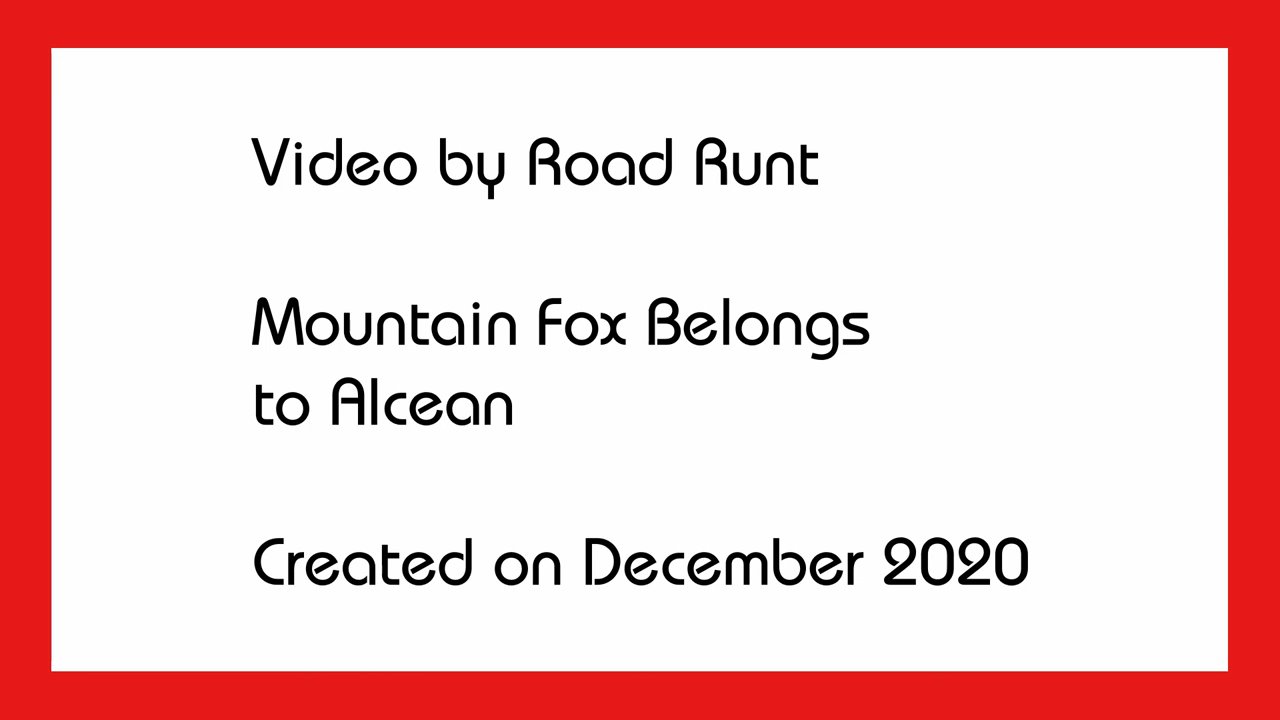 Video by Road Runt
Mountain Fox Belongs
to Alcean
Created on December 2020